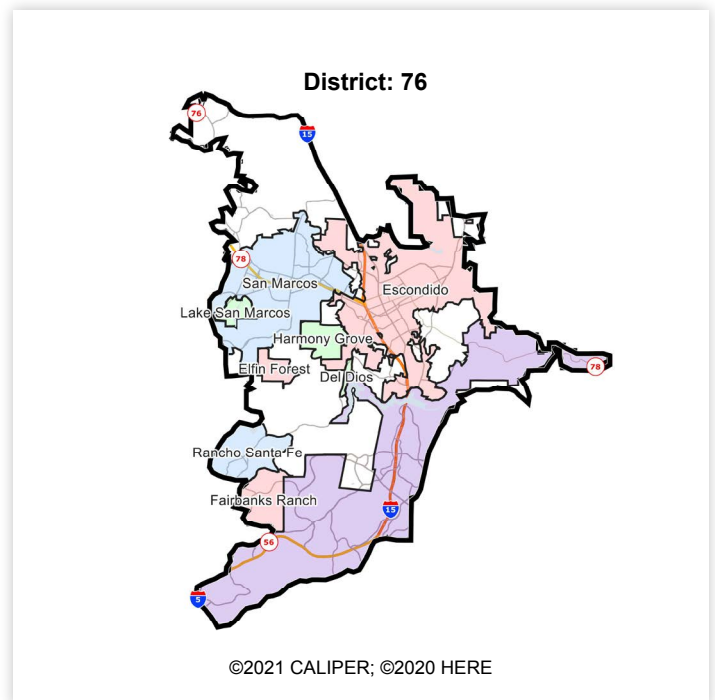 District: 76
76
15
78
San Marcos
Escondido
Lake San Marcos
Harmony Grove
Elfin Forest
Del Dios
78
Rancho Santa Fe
Fairbanks Ranch
15
56
5
©2021 CALIPER; ©2020 HERE